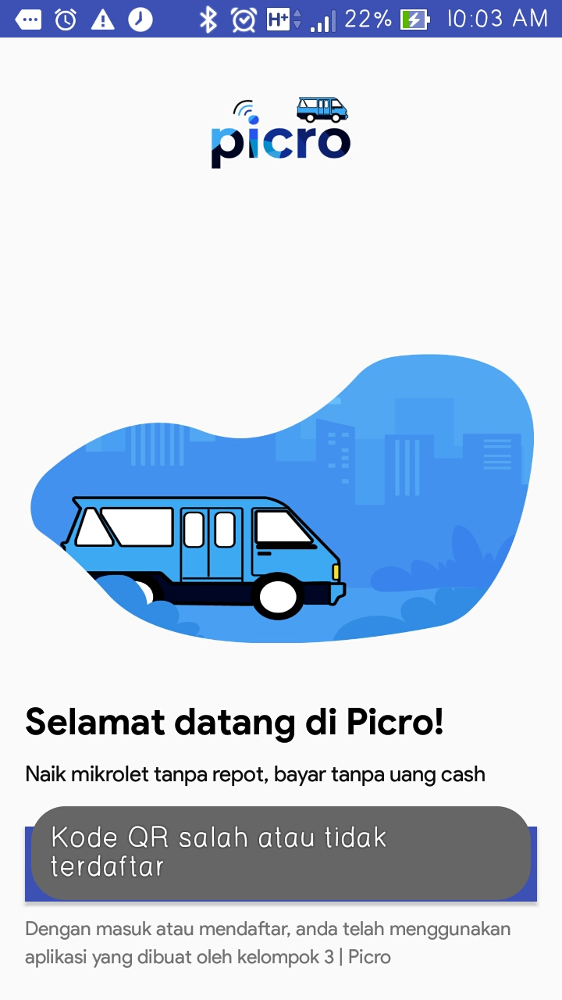 H+ 22% 10:03 AM
picro
Selamat datang di Picro!
Naik mikrolet tanpa repot, bayar tanpa uang cash
Kode QR salah atau tidak
terdaftar
Dengan masuk atau mendaftar, anda telah menggunakan
aplikasi yang dibuat oleh kelompok 3 | Picro